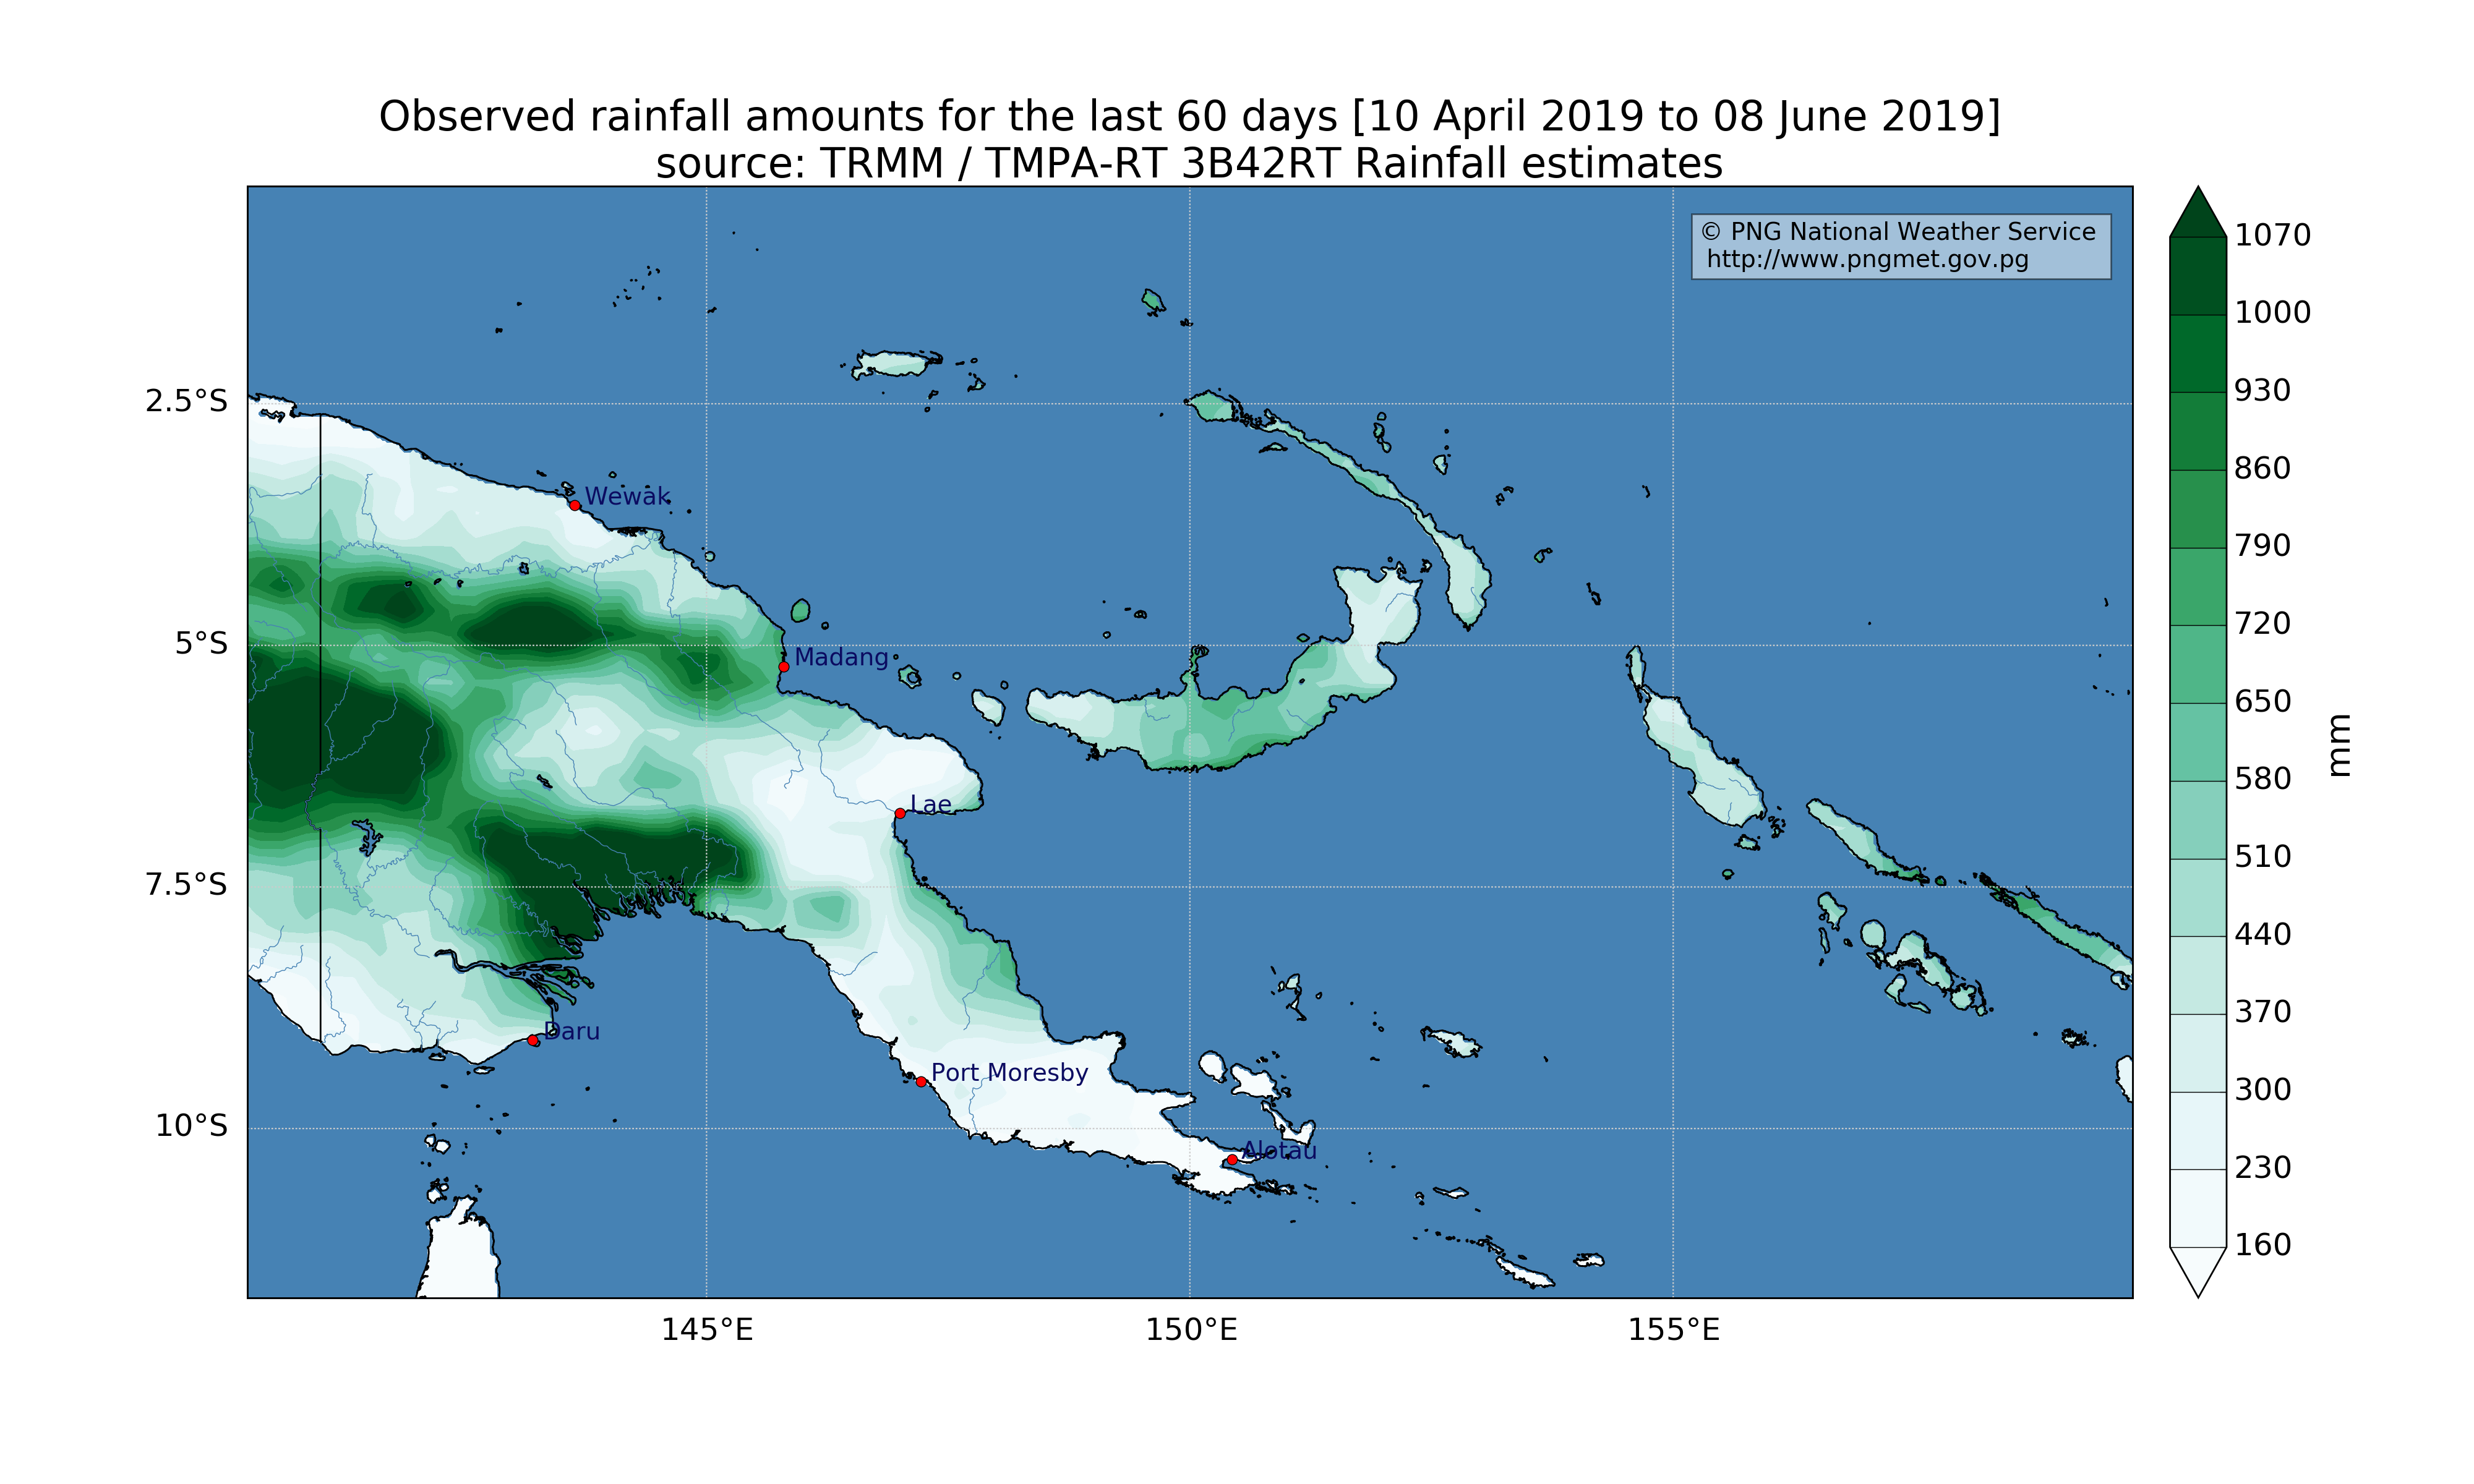 Observed rainfall amounts for the last 60 days [10 April 2019 to 08 June 2019]
source: TRMM / TMPA-RT 3B42RT Rainfall estimates
© PNG National Weather Service
http://www.pngmet.gov.pg
1070
1000
930
860
790
720
650
580
510
440
370
300
230
160
mm
2.5°S
5°S
7.5°S
10°S
Wewak
Madang
Lae
Daru
Port Moresby
Alotau
145°E
150°E
155°E